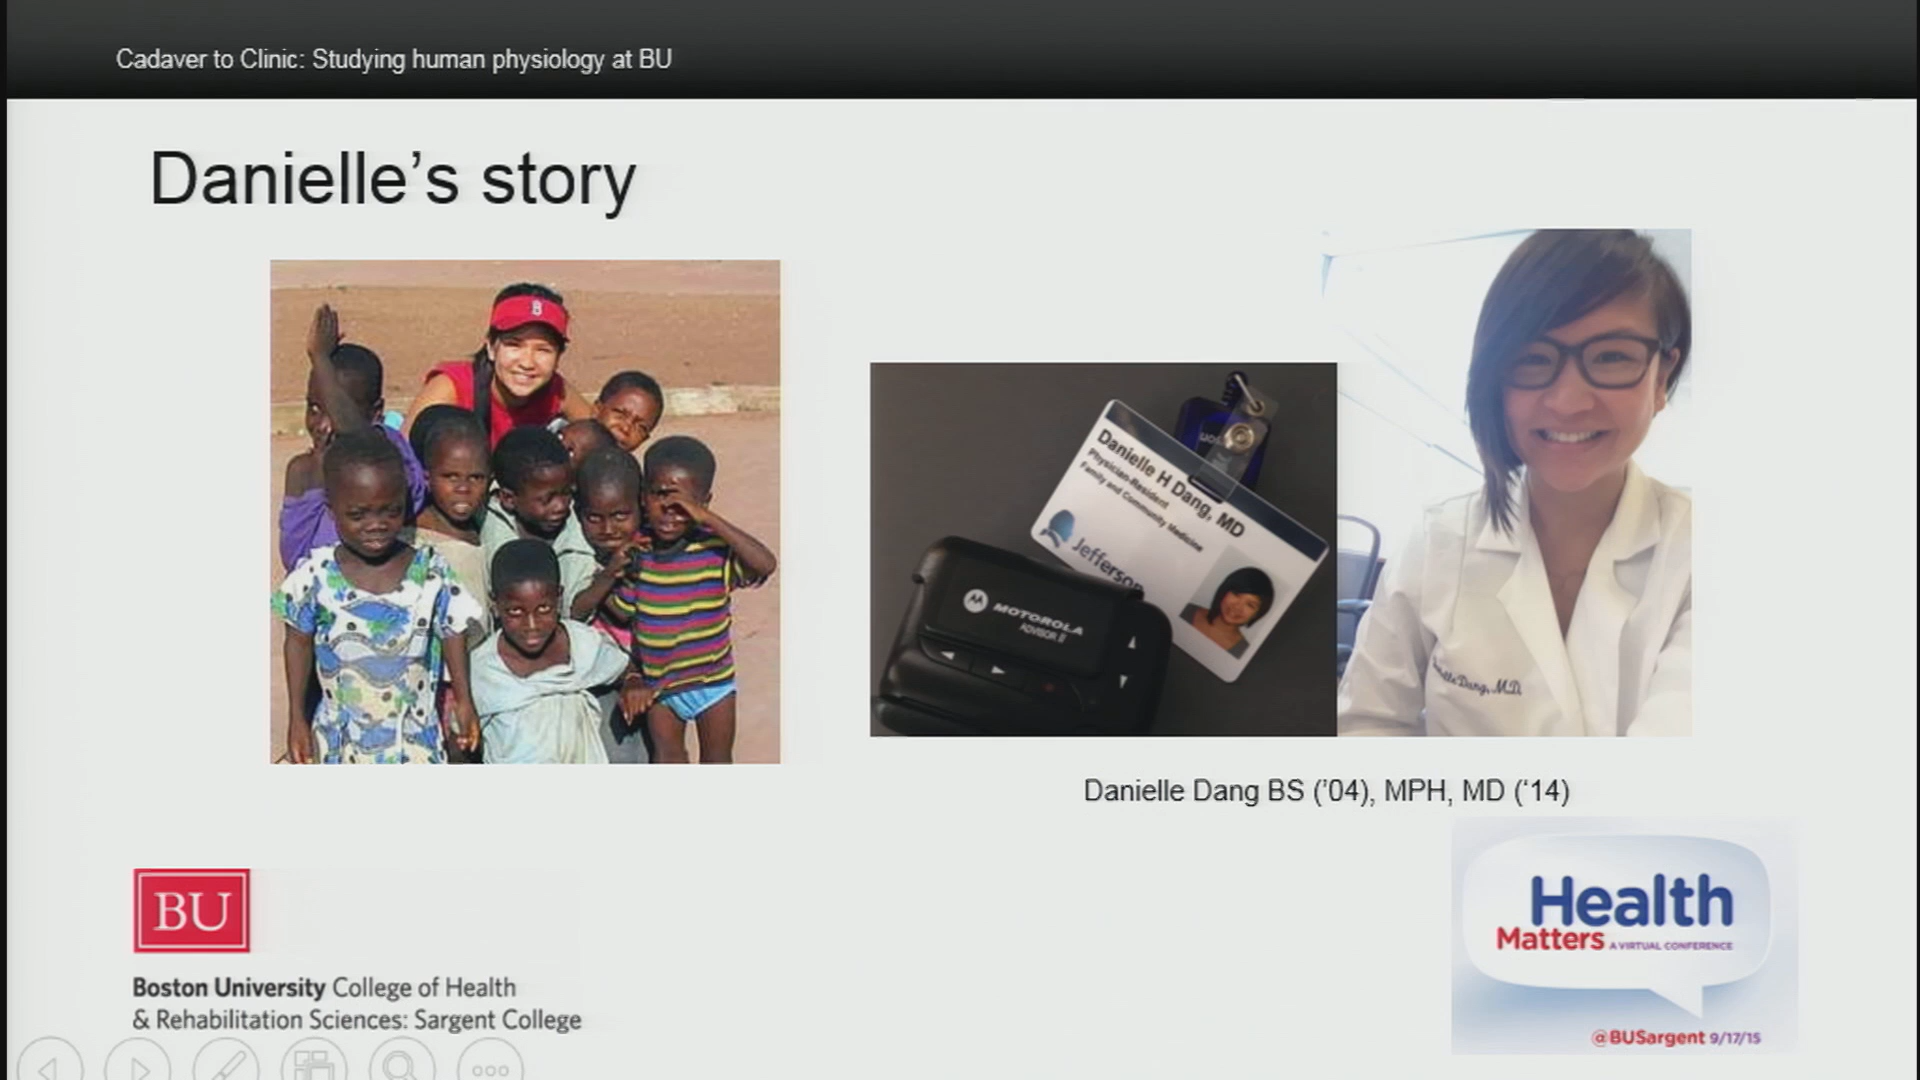 Cadaver to Clinic: Studying human physiology at BU
Danielle’s story
B
Danielle H Dang, MD
Physician-Resident
Family and Community Medicine
Jefferson
MOTOROLA
ADVISOR II
Dang, M.D.
Danielle Dang BS (’04), MPH, MD (‘14)
BU
Boston University College of Health
& Rehabilitation Sciences: Sargent College
Health
Matters A VIRTUAL CONFERENCE
@BUSargent 9/17/15